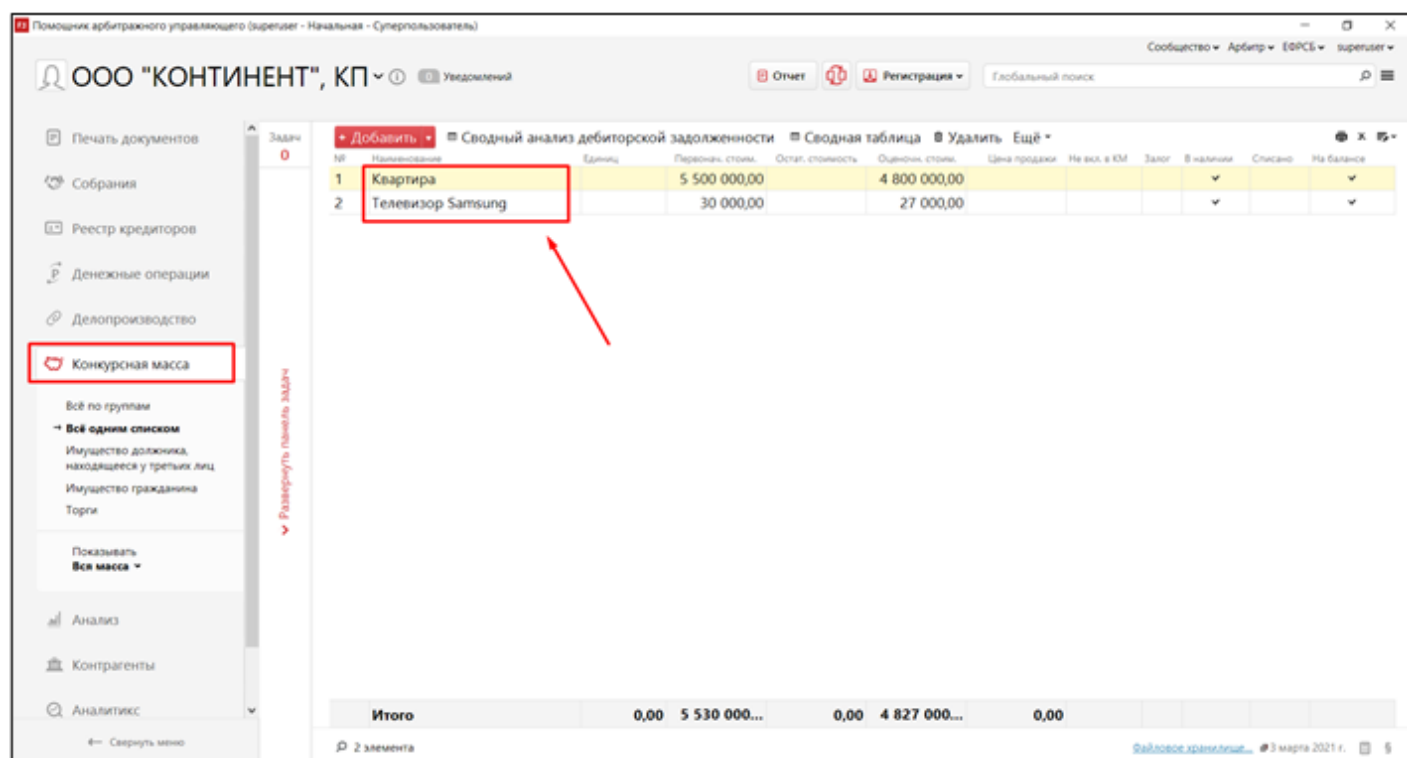 Помощник арбитражного управляющего (superuser - Начальная - Суперпользователь)
Сообщество Арбитр ЕФРСБ superuser
ООО "КОНТИНЕНТ", КП
0 Уведомлений
Отчет
Регистрация
Глобальный поиск
Печать документов
Собрания
Реестр кредиторов
Денежные операции
Делопроизводство
Конкурсная масса
Всё по группам
→ Всё одним списком
Имущество должника,
находящееся у третьих лиц
Имущество гражданина
Торги
Показывать
Вся масса
Анализ
Контрагенты
Аналитикс
← Свернуть меню
Задач
0
Развернуть панель задач
+ Добавить Сводный анализ дебиторской задолженности Сводная таблица Удалить Ещё
№ Наименование Единиц Первонач. стоим. Остат. стоимость Оценочн. стоим. Цена продажи Не вкл. в КМ Залог В наличии Списано На балансе
1 Квартира 5 500 000,00 4 800 000,00
2 Телевизор Samsung 30 000,00 27 000,00
Итого 0,00 5 530 000... 0,00 4 827 000... 0,00
2 элемента
Файловое хранилище... 3 марта 2021 г. §